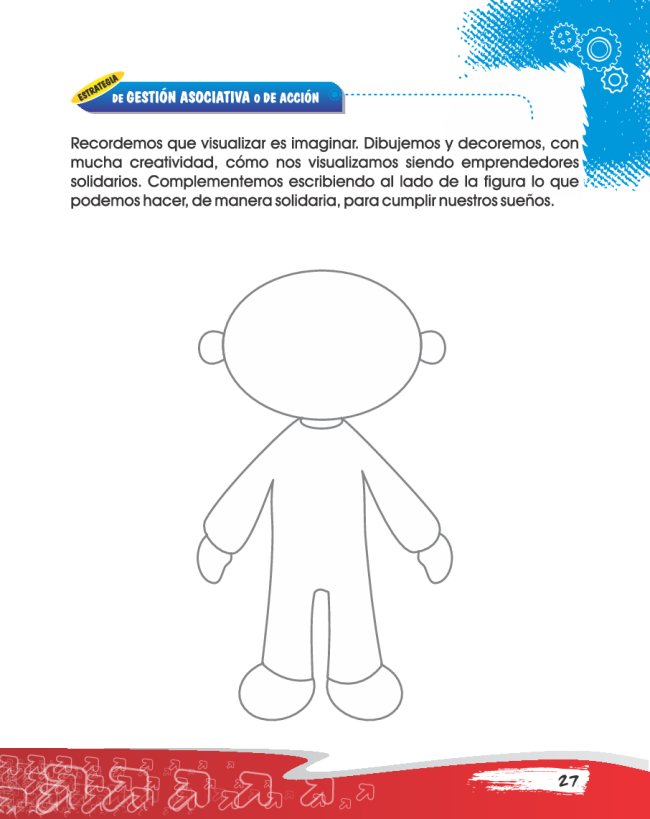 ESTRATEGIA
DE GESTIÓN ASOCIATIVA O DE ACCIÓN
Recordemos que visualizar es imaginar. Dibujemos y decoremos, con
mucha creatividad, cómo nos visualizamos siendo emprendedores
solidarios. Complementemos escribiendo al lado de la figura lo que
podemos hacer, de manera solidaria, para cumplir nuestros sueños.
27